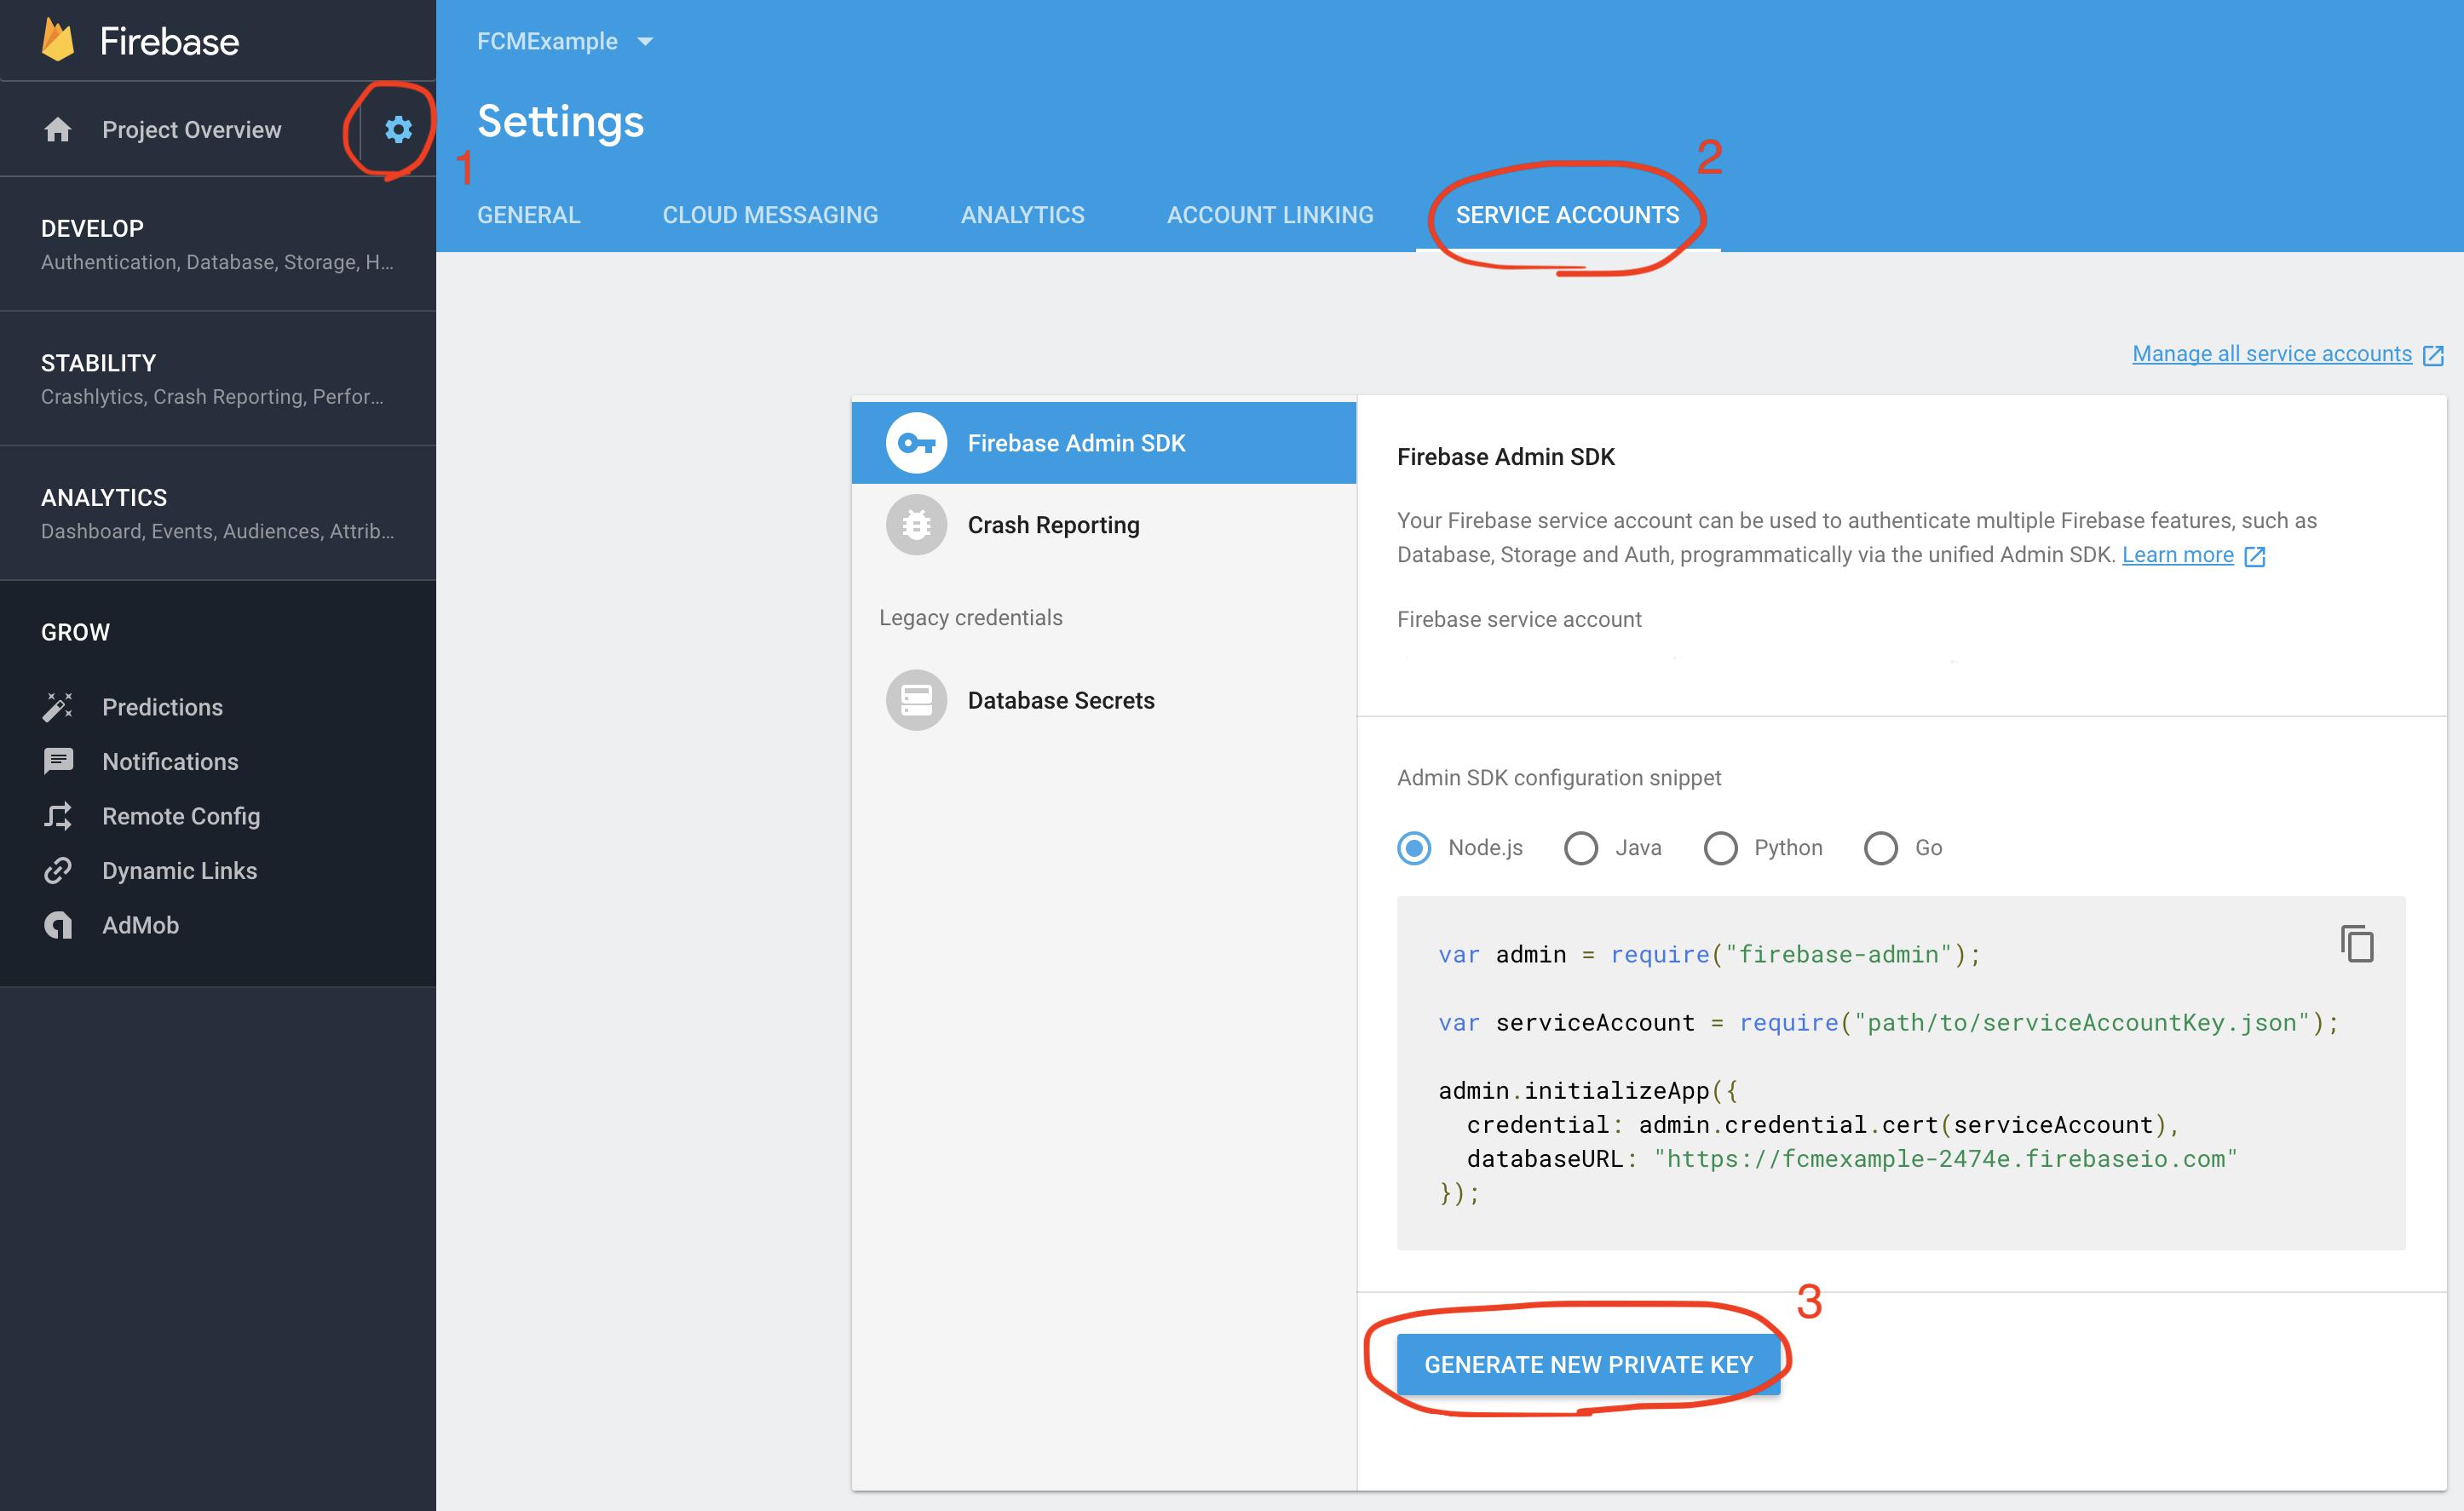 Firebase
Project Overview
DEVELOP
Authentication, Database, Storage, H...
STABILITY
Crashlytics, Crash Reporting, Perfor...
ANALYTICS
Dashboard, Events, Audiences, Attrib...
GROW
Predictions
Notifications
Remote Config
Dynamic Links
AdMob
FCMExample
Settings
1
2
GENERAL CLOUD MESSAGING ANALYTICS ACCOUNT LINKING SERVICE ACCOUNTS
Manage all service accounts
Firebase Admin SDK
Crash Reporting
Legacy credentials
Database Secrets
Firebase Admin SDK
Your Firebase service account can be used to authenticate multiple Firebase features, such as
Database, Storage and Auth, programmatically via the unified Admin SDK. Learn more
Firebase service account
Admin SDK configuration snippet
Node.js Java Python Go
var admin = require("firebase-admin");
var serviceAccount = require("path/to/serviceAccountKey.json");
admin.initializeApp({
  credential: admin.credential.cert(serviceAccount),
  databaseURL: "https://fcmexample-2474e.firebaseio.com"
});
3
GENERATE NEW PRIVATE KEY